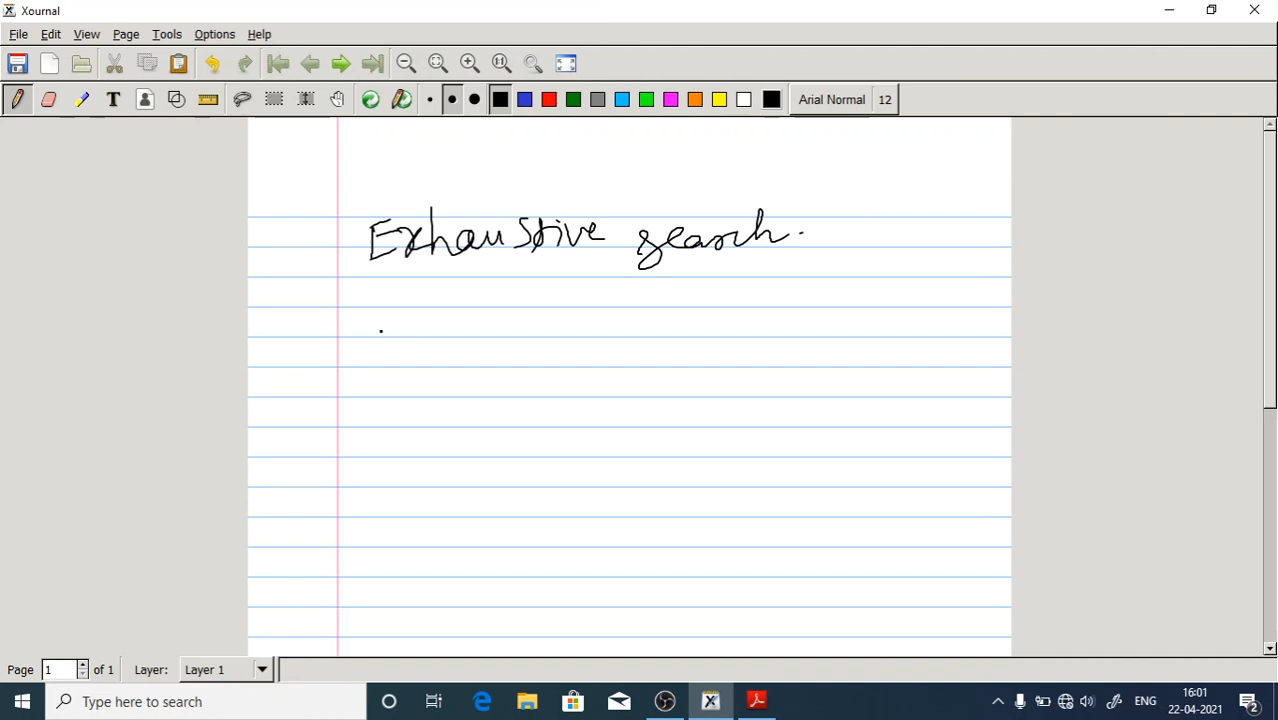 Xournal
File Edit View Page Tools Options Help
T Arial Normal 12
Exhaustive search.
.
Page 1 of 1 Layer: Layer 1
Type here to search ENG 16:01
22-04-2021 2